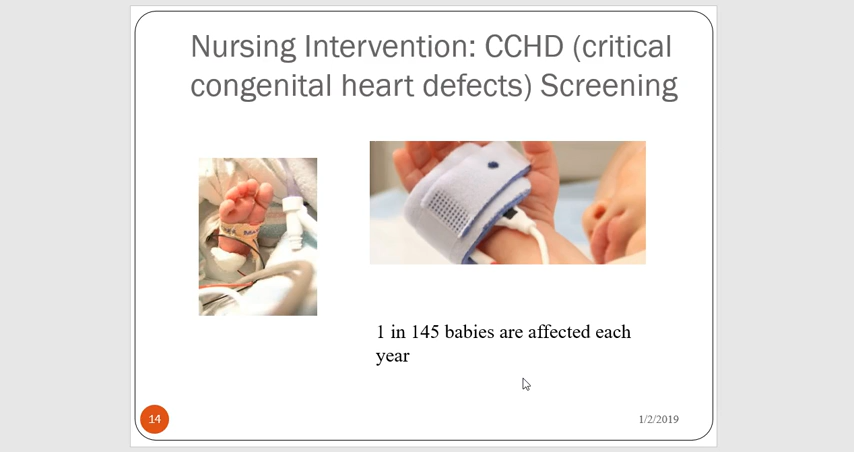 Nursing Intervention: CCHD (critical
congenital heart defects) Screening
1 in 145 babies are affected each
year
14
1/2/2019